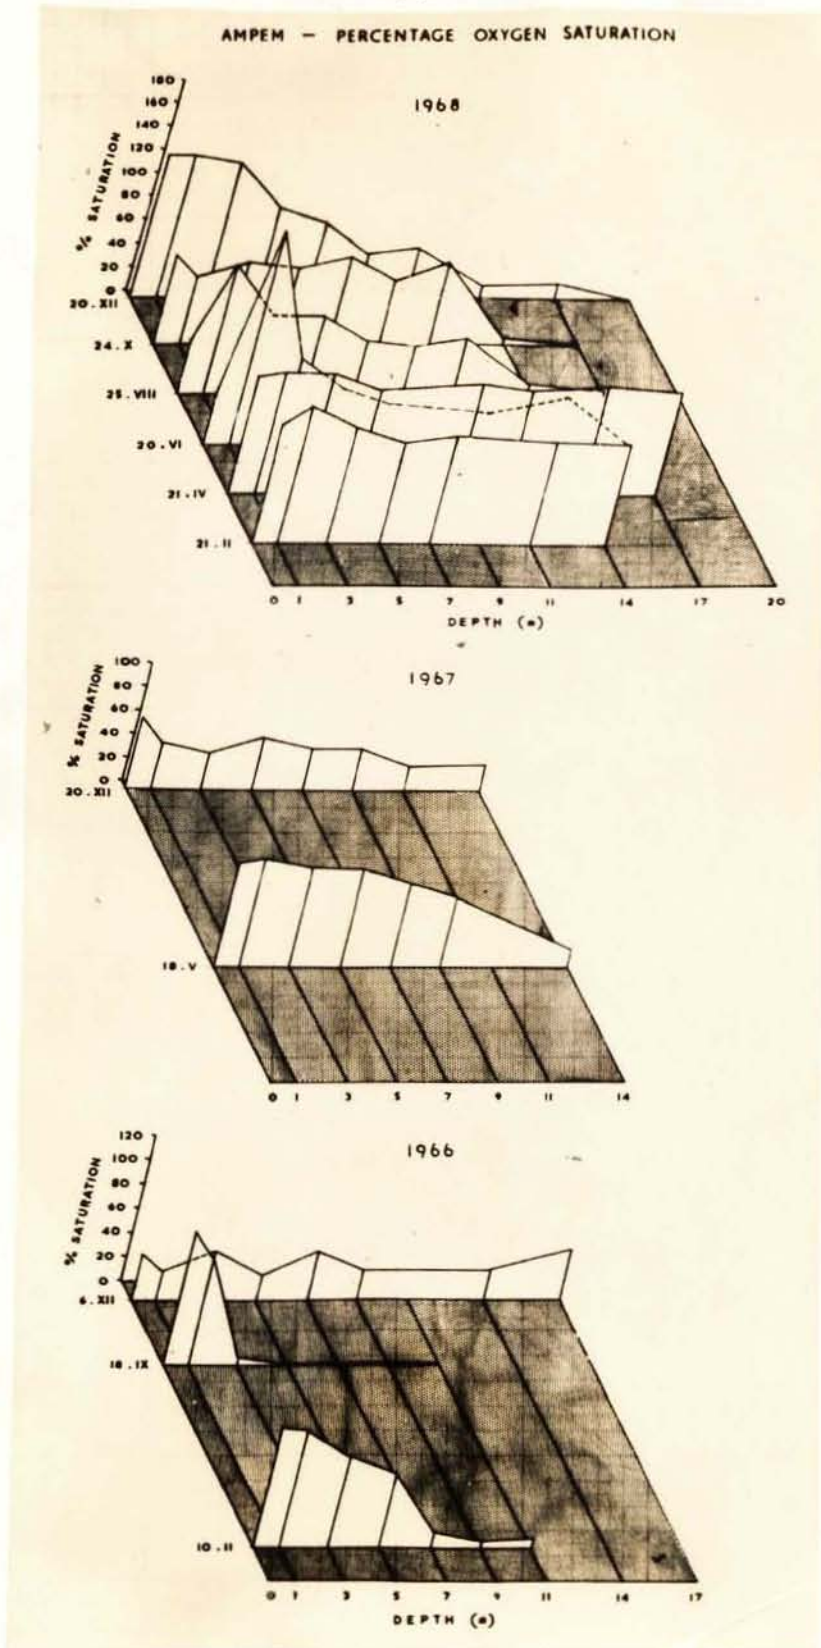 AMPEM — PERCENTAGE OXYGEN SATURATION
1968
% SATURATION
180
160
140
120
100
80
60
40
20
0
20.XII
24.X
25.VIII
20.VI
21.IV
21.II
0 1 3 5 7 9 11 14 17 20
DEPTH (m)
1967
% SATURATION
100
80
60
40
20
0
20.XII
18.V
0 1 3 5 7 9 11 14
1966
% SATURATION
120
100
80
60
40
20
0
6.XII
18.IX
10.II
0 1 3 5 7 9 11 14 17
DEPTH (m)